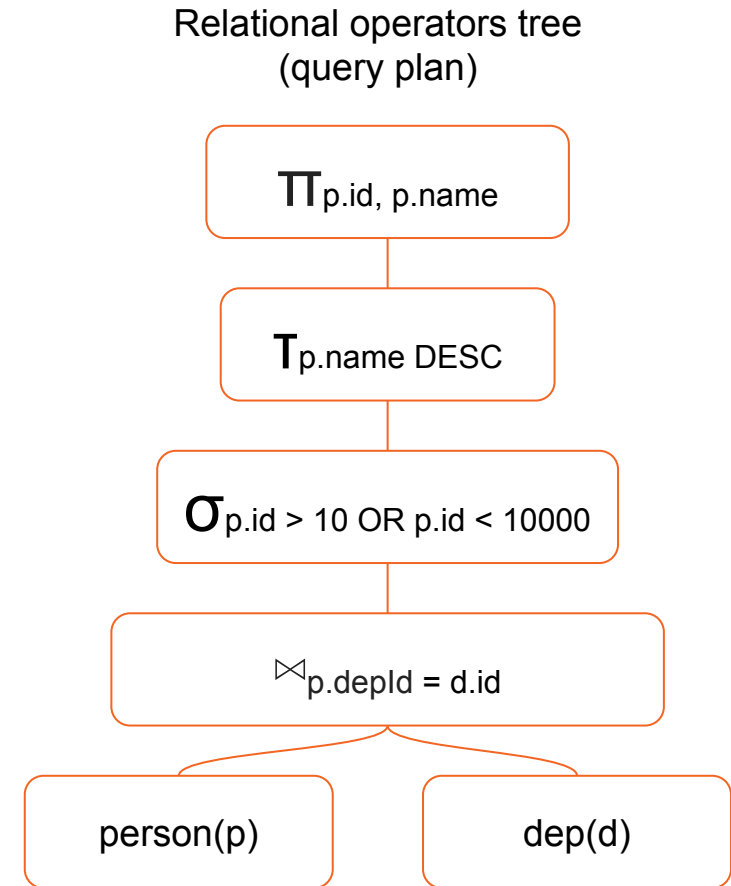 Relational operators tree
(query plan)
πp.id, p.name
τp.name DESC
σp.id > 10 OR p.id < 10000
⋈p.depId = d.id
person(p)
dep(d)